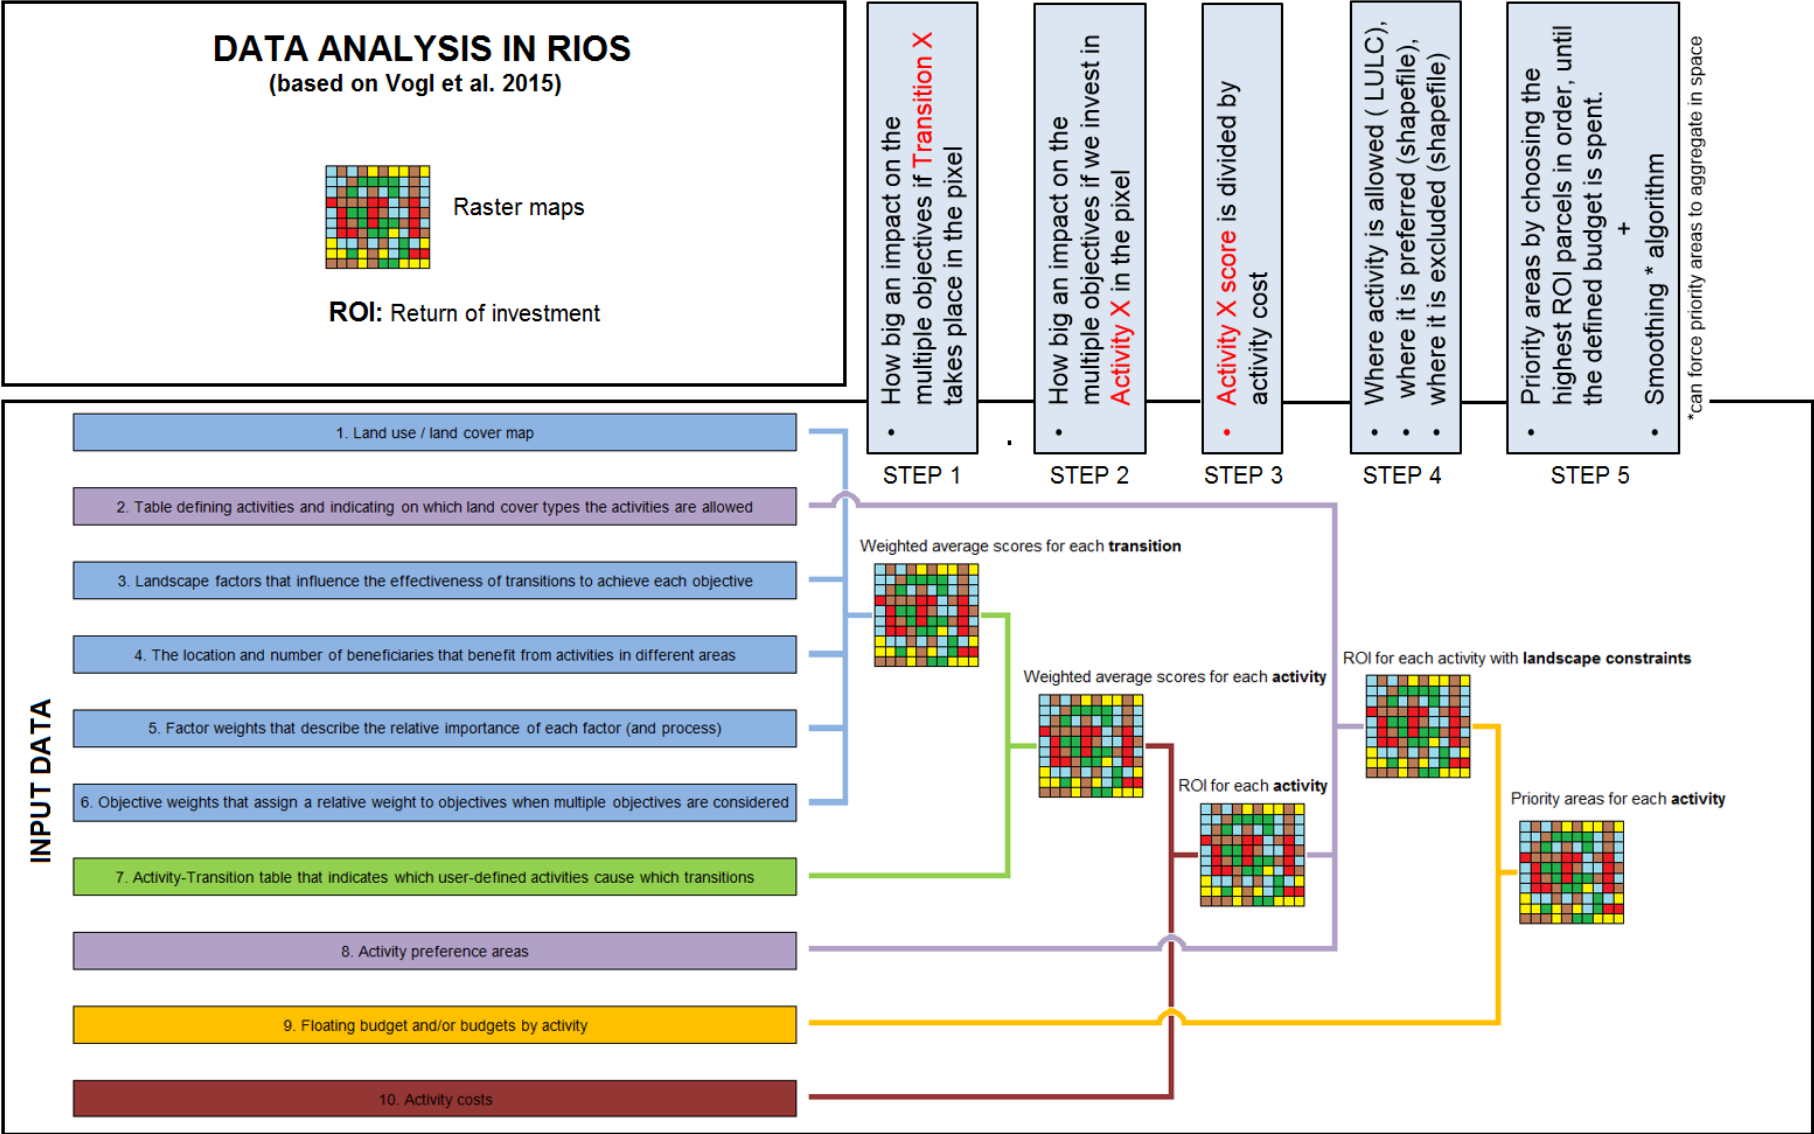 DATA ANALYSIS IN RIOS
(based on Vogl et al. 2015)
Raster maps
ROI: Return of investment
• How big an impact on the
multiple objectives if Transition X
takes place in the pixel
STEP 1
.
• How big an impact on the
multiple objectives if we invest in
Activity X in the pixel
STEP 2
• Activity X score is divided by
activity cost
STEP 3
• Where activity is allowed ( LULC),
• where it is preferred (shapefile),
• where it is excluded (shapefile)
STEP 4
• Priority areas by choosing the
highest ROI parcels in order, until
the defined budget is spent.
+
• Smoothing * algorithm
STEP 5
*can force priority areas to aggregate in space
INPUT DATA
1. Land use / land cover map
2. Table defining activities and indicating on which land cover types the activities are allowed
3. Landscape factors that influence the effectiveness of transitions to achieve each objective
4. The location and number of beneficiaries that benefit from activities in different areas
5. Factor weights that describe the relative importance of each factor (and process)
6. Objective weights that assign a relative weight to objectives when multiple objectives are considered
7. Activity-Transition table that indicates which user-defined activities cause which transitions
8. Activity preference areas
9. Floating budget and/or budgets by activity
10. Activity costs
Weighted average scores for each transition
Weighted average scores for each activity
ROI for each activity
ROI for each activity with landscape constraints
Priority areas for each activity